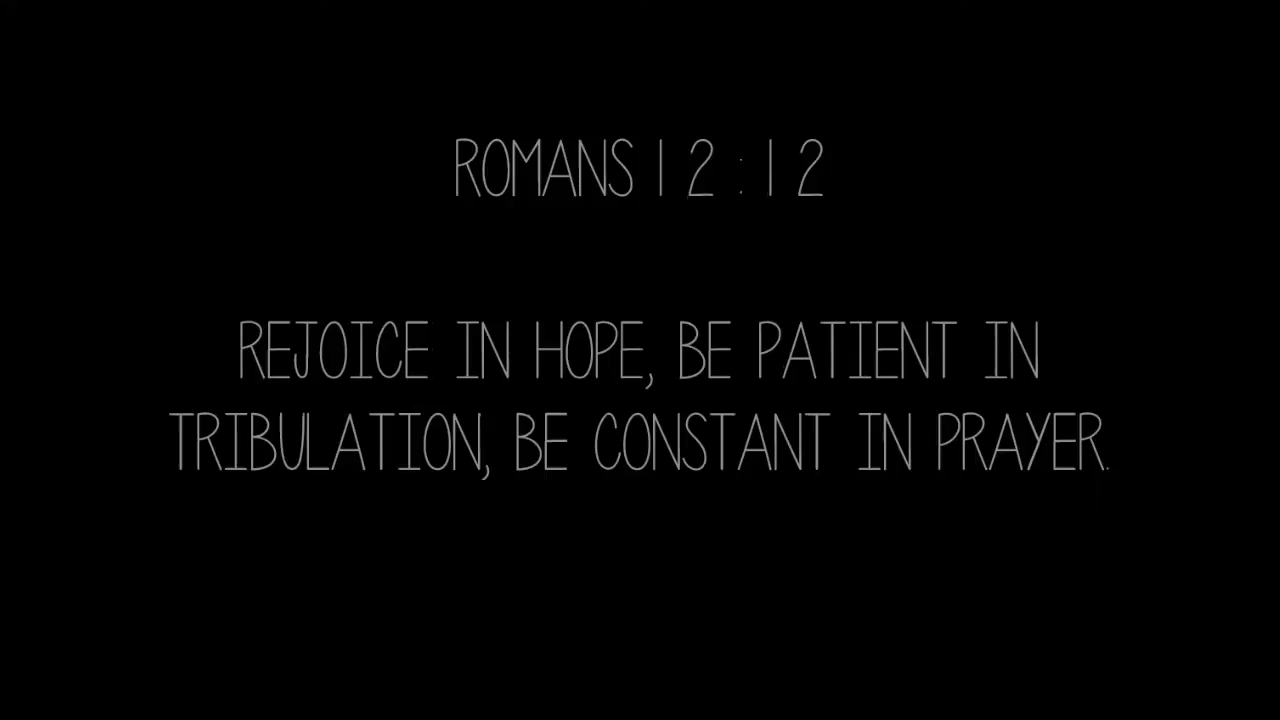 ROMANS 12:12
REJOICE IN HOPE, BE PATIENT IN
TRIBULATION, BE CONSTANT IN PRAYER.